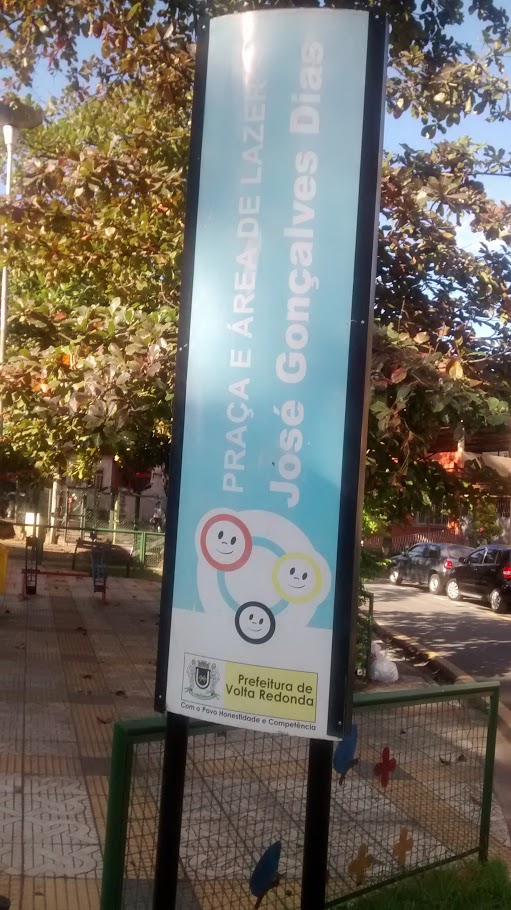 PRAÇA E ÁREA DE LAZER
José Gonçalves Dias
Prefeitura de
Volta Redonda
Com o Povo Honestidade e Competência